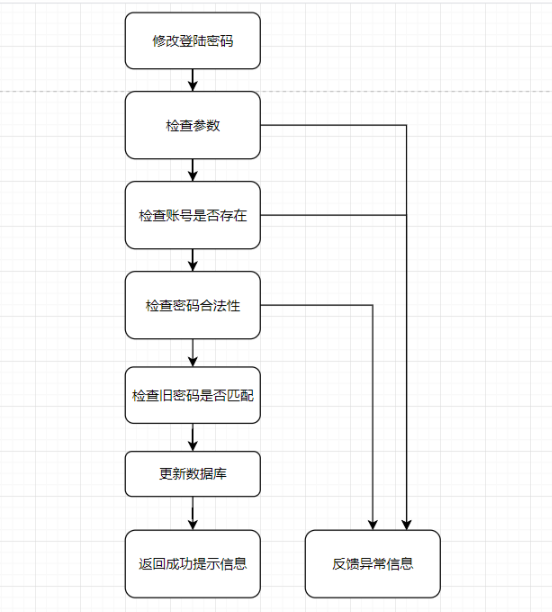 修改登陆密码
检查参数
检查账号是否存在
检查密码合法性
检查旧密码是否匹配
更新数据库
返回成功提示信息
反馈异常信息